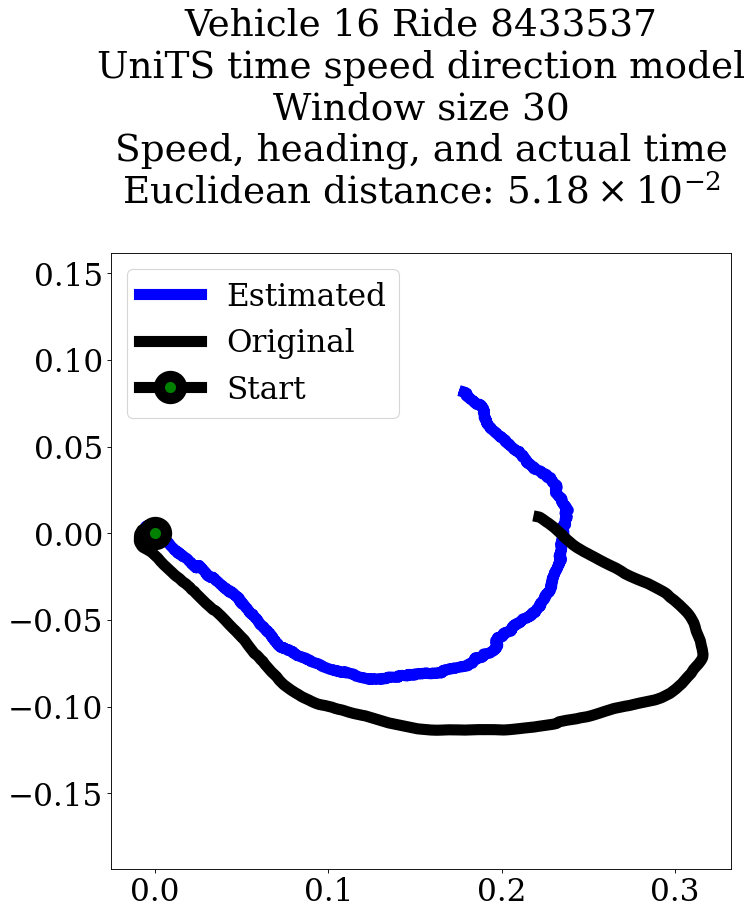 Vehicle 16 Ride 8433537
UniTS time speed direction model
Window size 30
Speed, heading, and actual time
Euclidean distance: 5.18 × 10⁻²
Estimated
Original
Start
0.15
0.10
0.05
0.00
−0.05
−0.10
−0.15
0.0 0.1 0.2 0.3